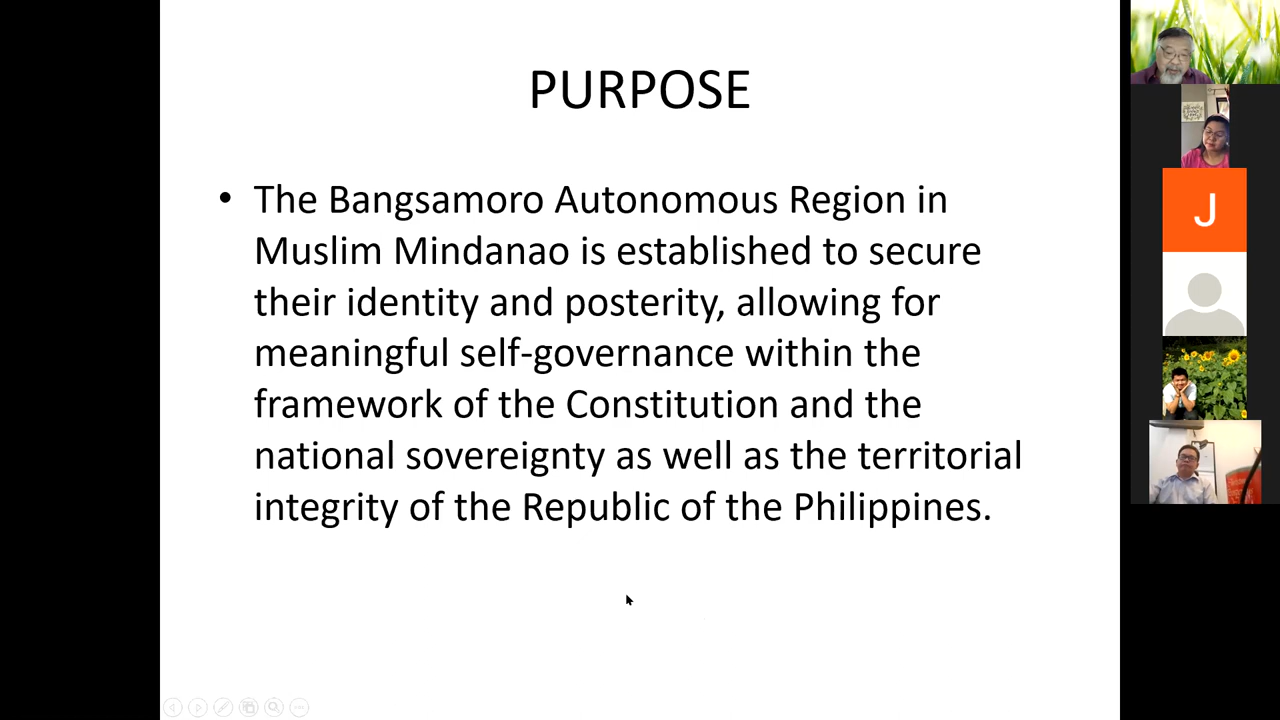 PURPOSE
• The Bangsamoro Autonomous Region in
Muslim Mindanao is established to secure
their identity and posterity, allowing for
meaningful self-governance within the
framework of the Constitution and the
national sovereignty as well as the territorial
integrity of the Republic of the Philippines.
J